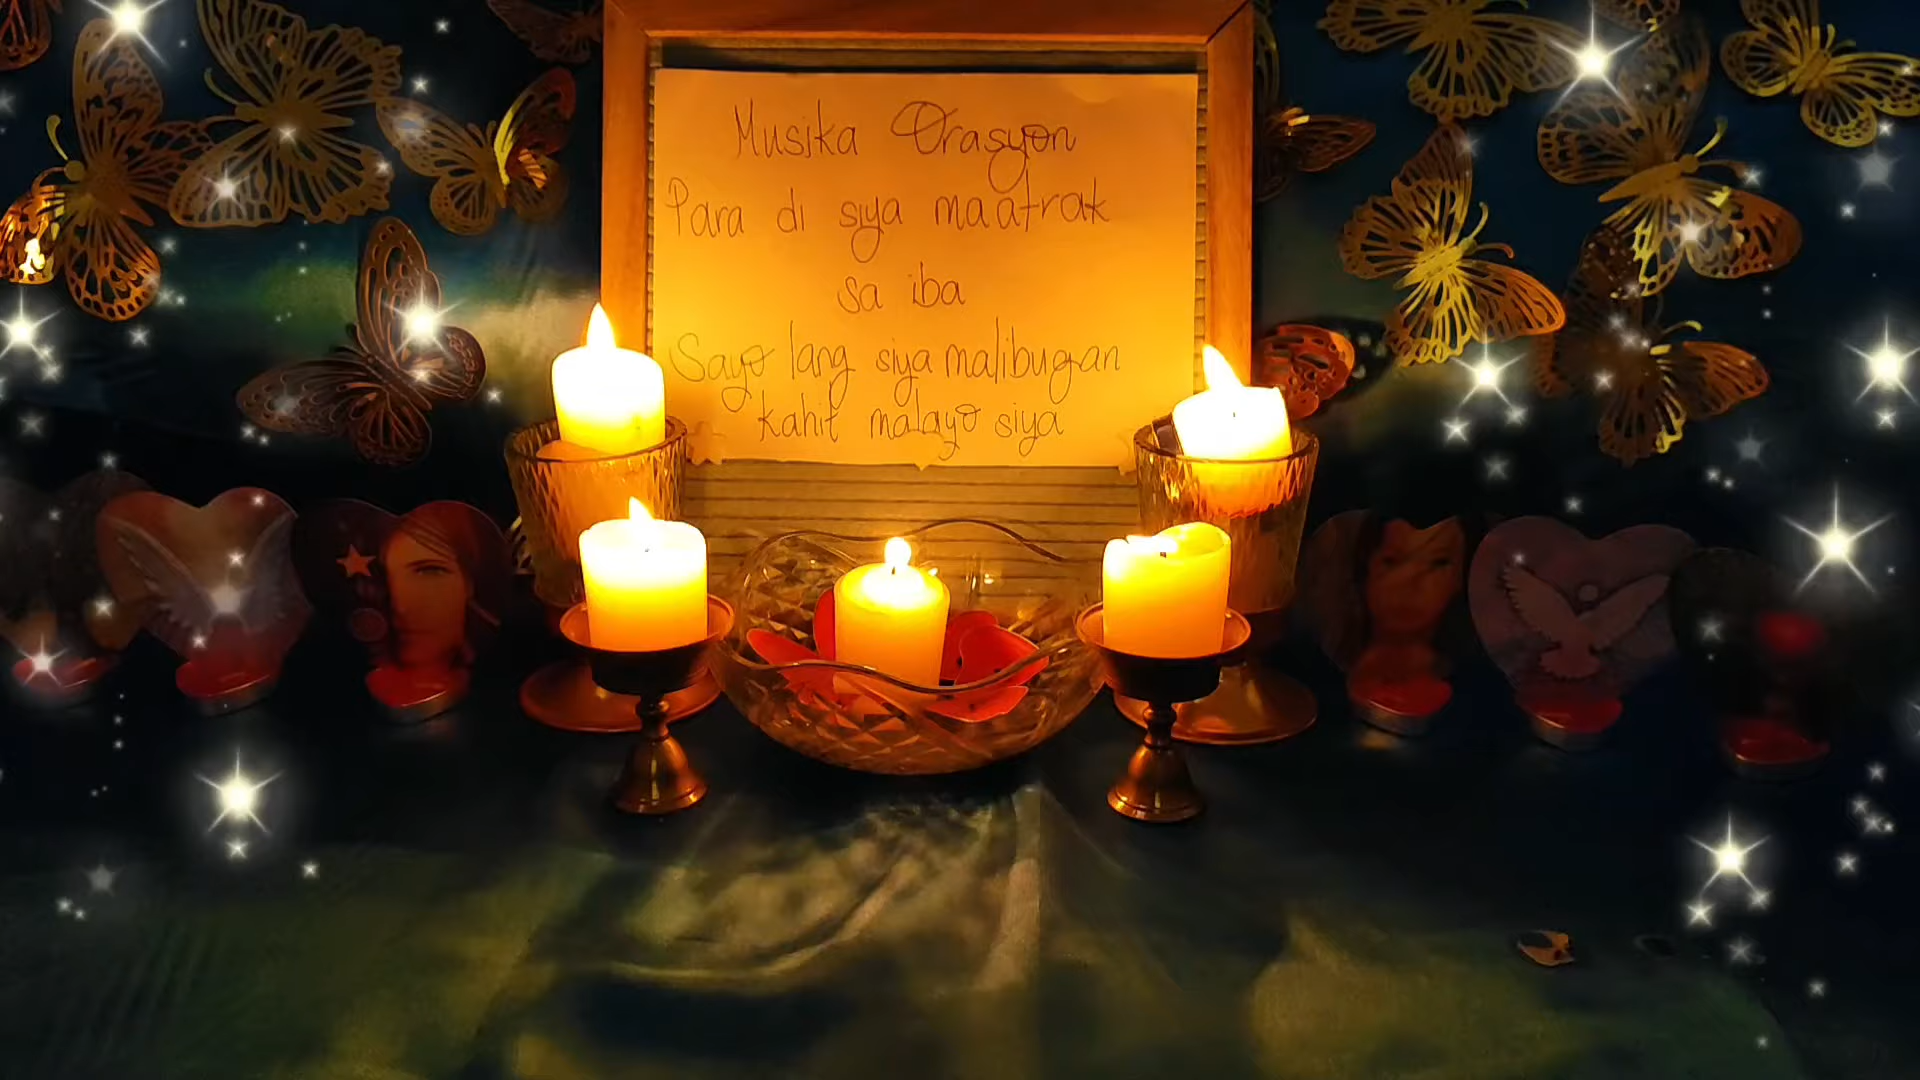 Musika Orasyon
Para di siya maatrak
sa iba
Sayo lang siya malibugan
kahit malayo siya